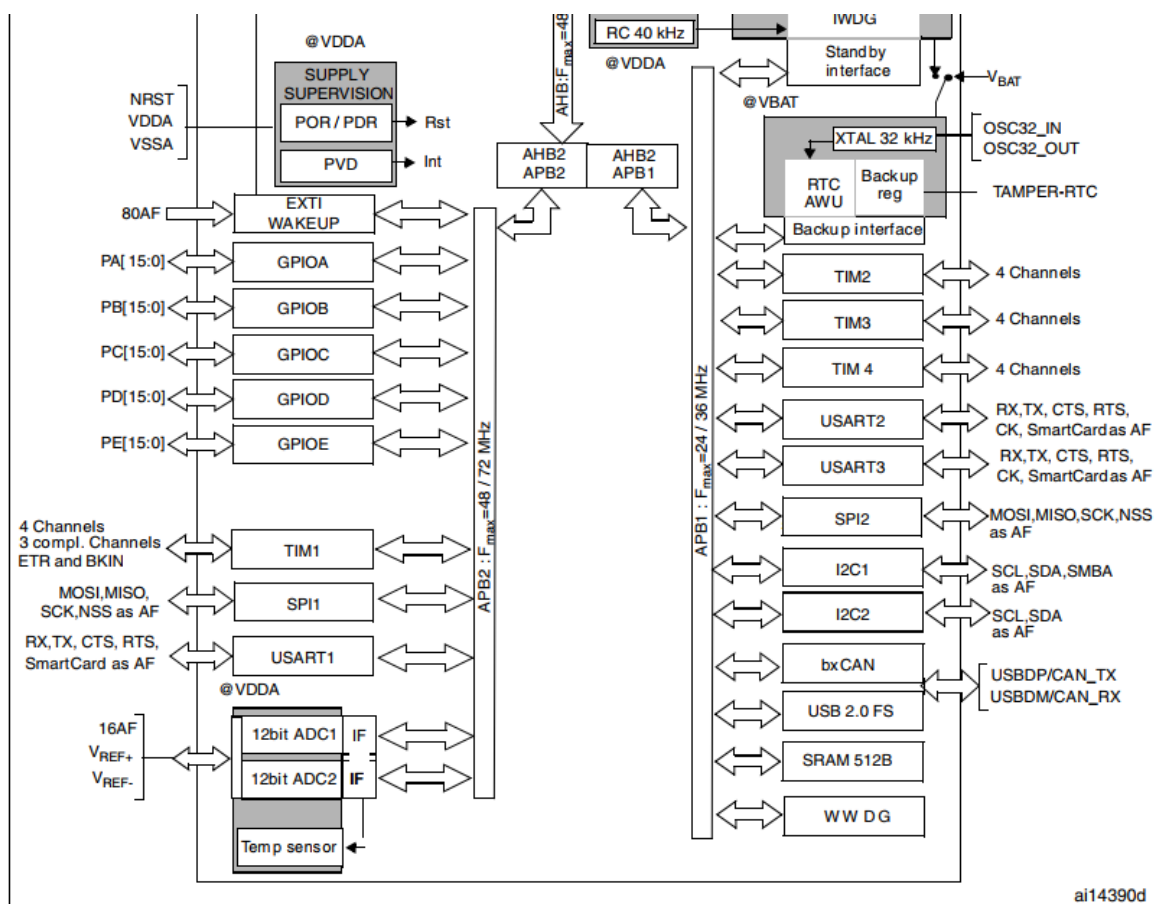 IWDG
RC 40 kHz
@VDDA
Stand by
interface
VBAT
@VDDA
SUPPLY
SUPERVISION
NRST
VDDA
VSSA
POR / PDR
Rst
PVD
Int
AHB:Fmax=48
@VBAT
XTAL 32 kHz
OSC32_IN
OSC32_OUT
RTC
AWU
Backup
reg
TAMPER-RTC
Backup interface
AHB2
APB2
AHB2
APB1
80AF
EXTI
WAKEUP
PA[ 15:0]
GPIOA
PB[ 15:0]
GPIOB
PC[15:0]
GPIOC
PD[15:0]
GPIOD
PE[15:0]
GPIOE
4 Channels
3 compl. Channels
ETR and BKIN
TIM1
MOSI,MISO,
SCK,NSS as AF
SPI1
RX,TX, CTS, RTS,
SmartCard as AF
USART1
@VDDA
16AF
VREF+
VREF-
12bit ADC1
IF
12bit ADC2
IF
Temp sensor
APB2 : Fmax=48 / 72 MHz
APB1 : Fmax=24 / 36 MHz
TIM2
4 Channels
TIM3
4 Channels
TIM 4
4 Channels
USART2
RX,TX, CTS, RTS,
CK, SmartCard as AF
USART3
RX,TX, CTS, RTS,
CK, SmartCard as AF
SPI2
MOSI,MISO,SCK,NSS
as AF
I2C1
SCL,SDA,SMBA
as AF
I2C2
SCL,SDA
as AF
bxCAN
USBDP/CAN_TX
USBDM/CAN_RX
USB 2.0 FS
SRAM 512B
WWDG
ai14390d